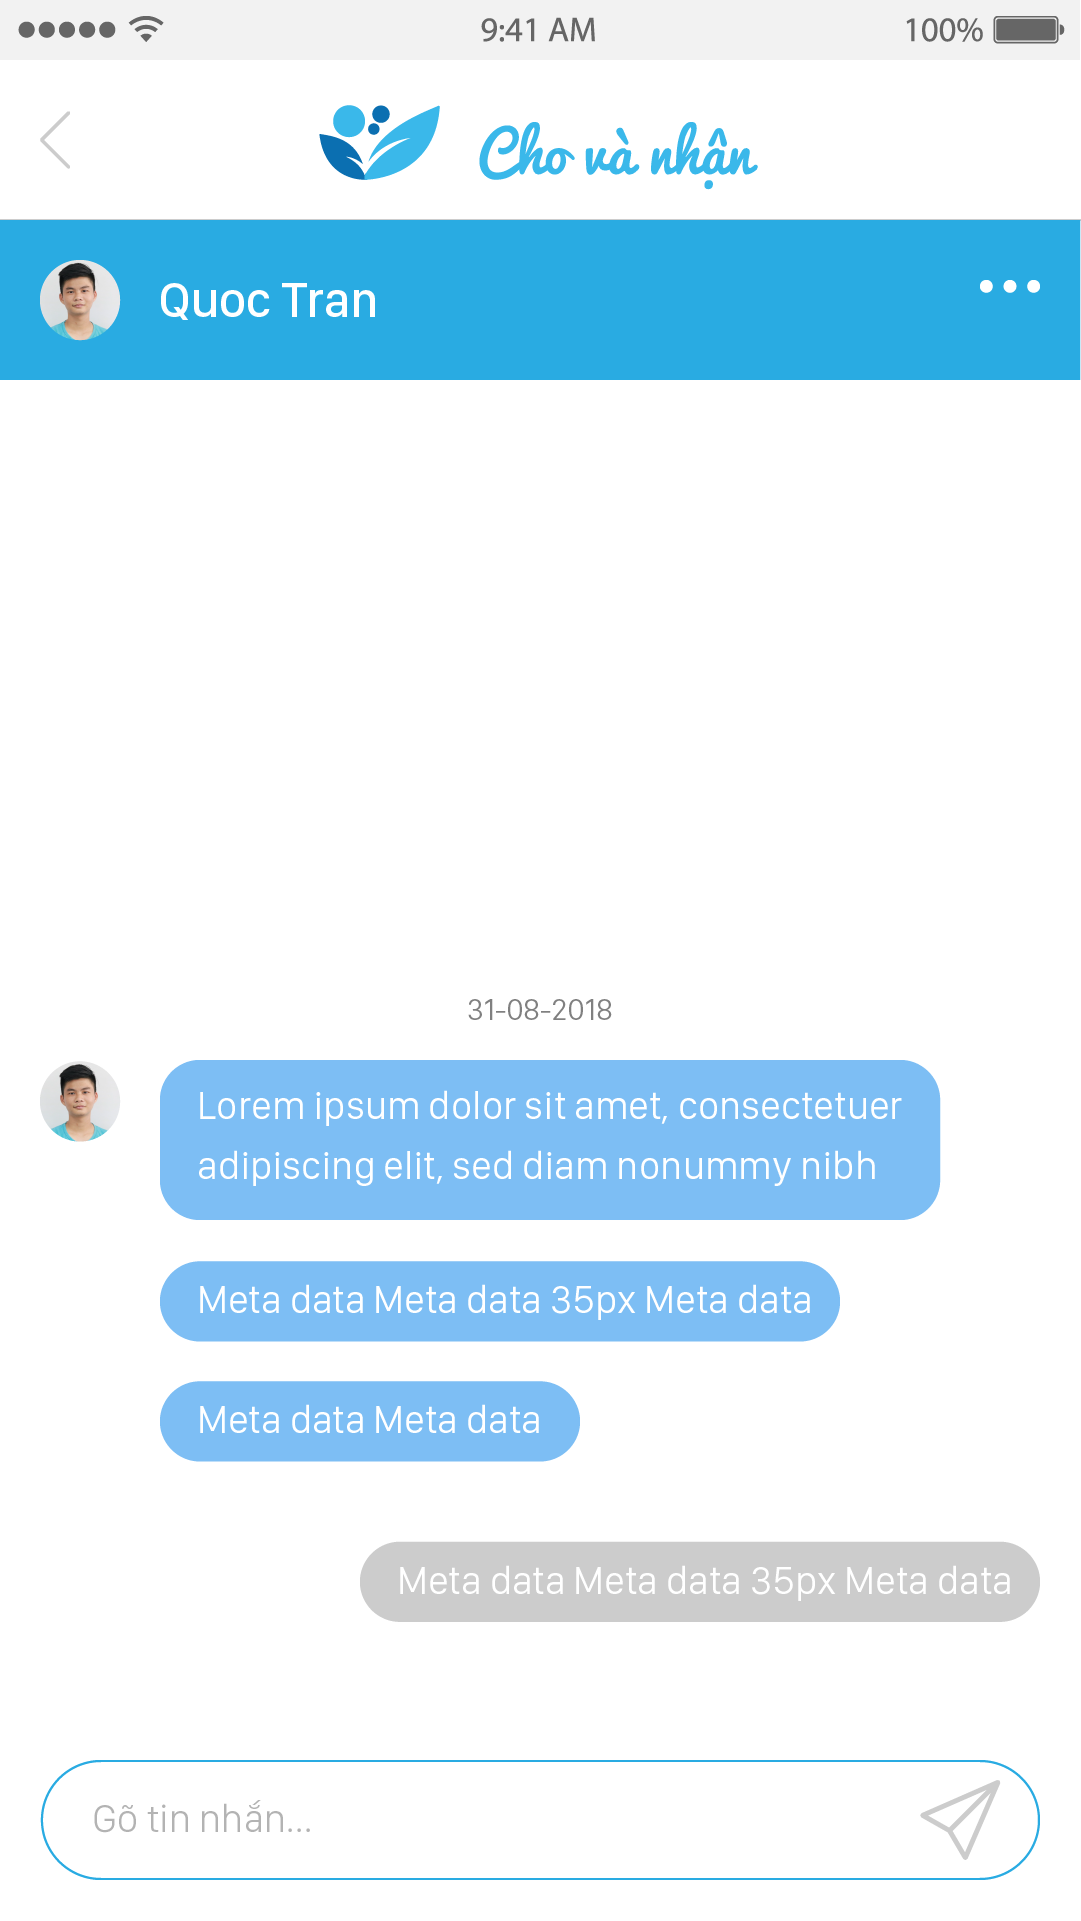 9:41 AM
100%
Cho và nhận
Quoc Tran
31-08-2018
Lorem ipsum dolor sit amet, consectetuer
adipiscing elit, sed diam nonummy nibh
Meta data Meta data 35px Meta data
Meta data Meta data
Meta data Meta data 35px Meta data
Gõ tin nhắn...